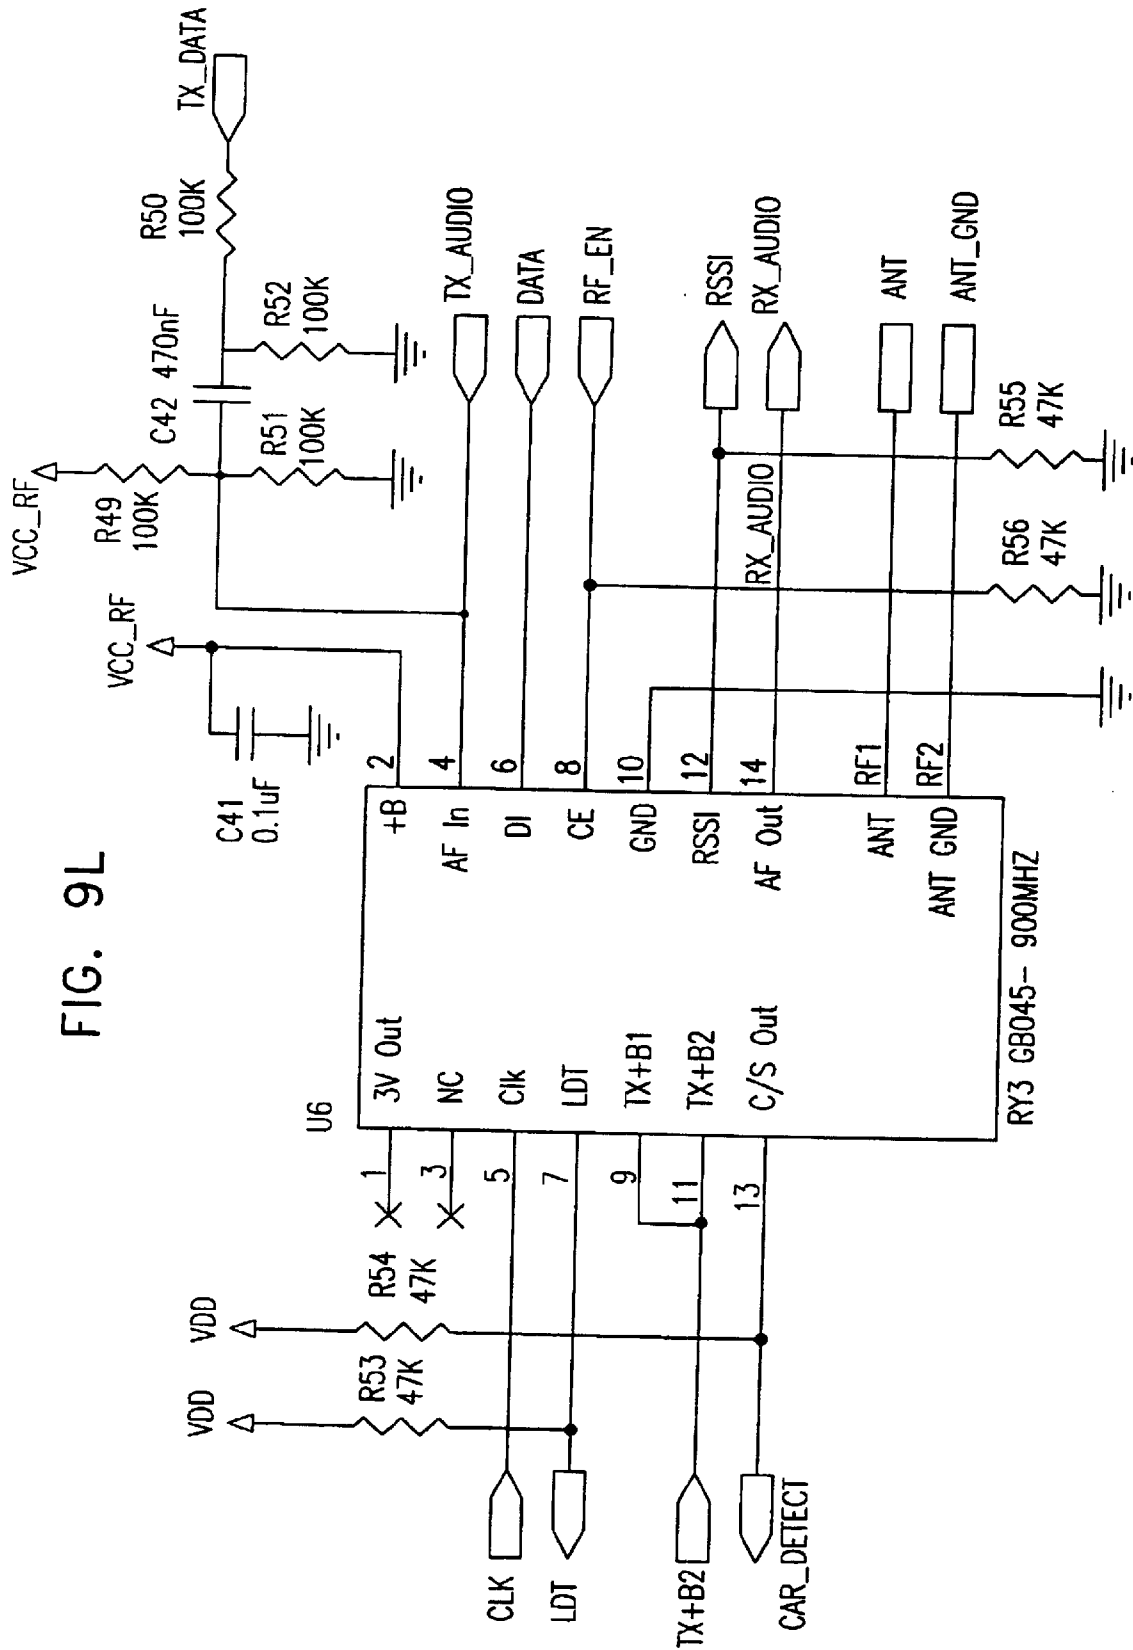 FIG. 9L
VCC_RF
R49
100K
C42 470nF
R50
100K
TX_DATA
R51
100K
R52
100K
VCC_RF
C41
0.1uF
VDD
VDD
R53
47K
R54
47K
U6
1
3V Out
3
NC
5
Clk
7
LDT
9
TX+B1
11
TX+B2
13
C/S Out
+B
2
AF In
4
DI
6
CE
8
GND
10
RSSI
12
AF Out
14
ANT
RF1
ANT GND
RF2
CLK
LDT
TX+B2
CAR_DETECT
TX_AUDIO
DATA
RF_EN
RSSI
RX_AUDIO
RX_AUDIO
ANT
ANT_GND
R56
47K
R55
47K
RY3 GB045- 900MHZ